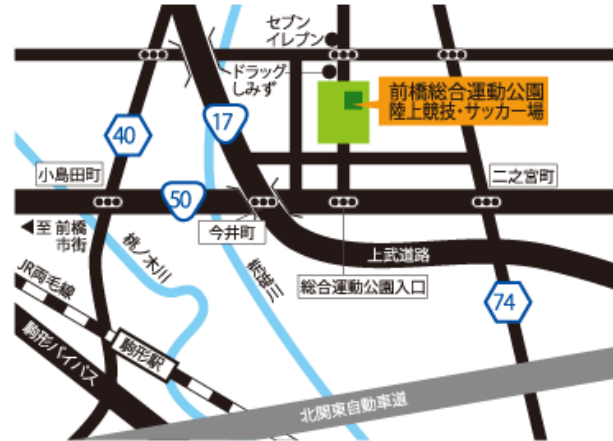 セブン
イレブン
ドラッグ
しみず
前橋総合運動公園
陸上競技・サッカー場
40
17
小島田町
50
二之宮町
◀至 前橋
市街
今井町
桃ノ木川
上武道路
JR両毛線
総合運動公園入口
74
駒形バイパス
駒形駅
北関東自動車道